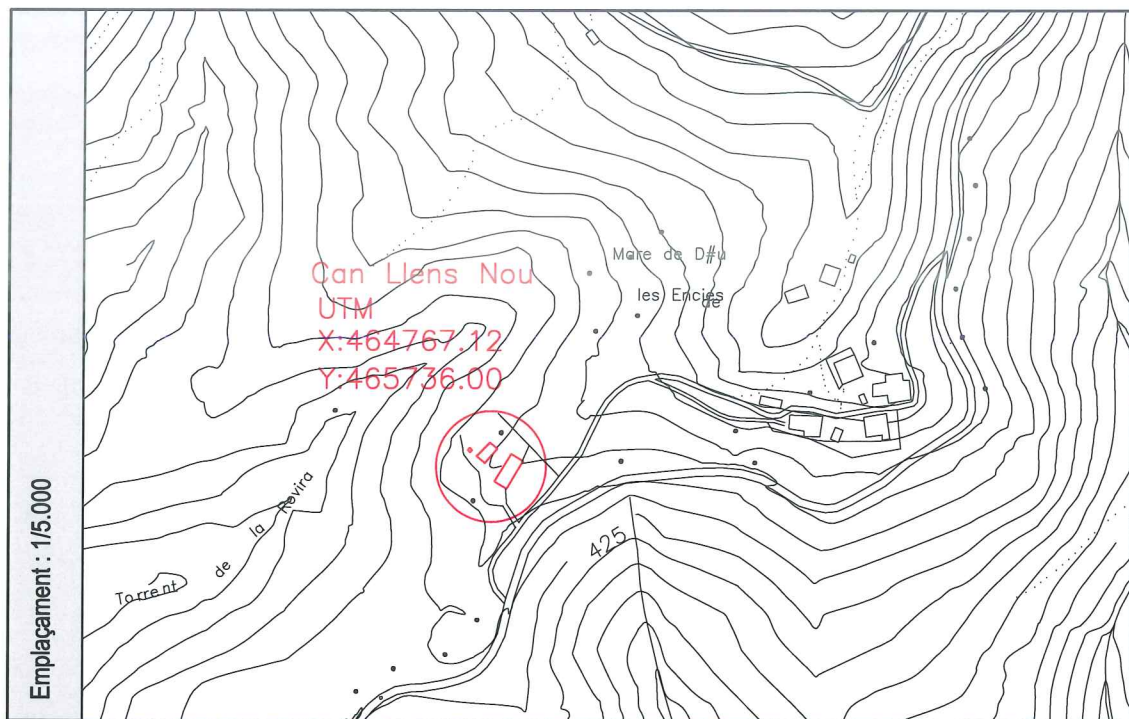 Emplaçament : 1/5.000
Mare de D#u
Can Llens Nou
les Encies
de
UTM
X:464767.12
Y:465736.00
Torrent de la Rovira
425